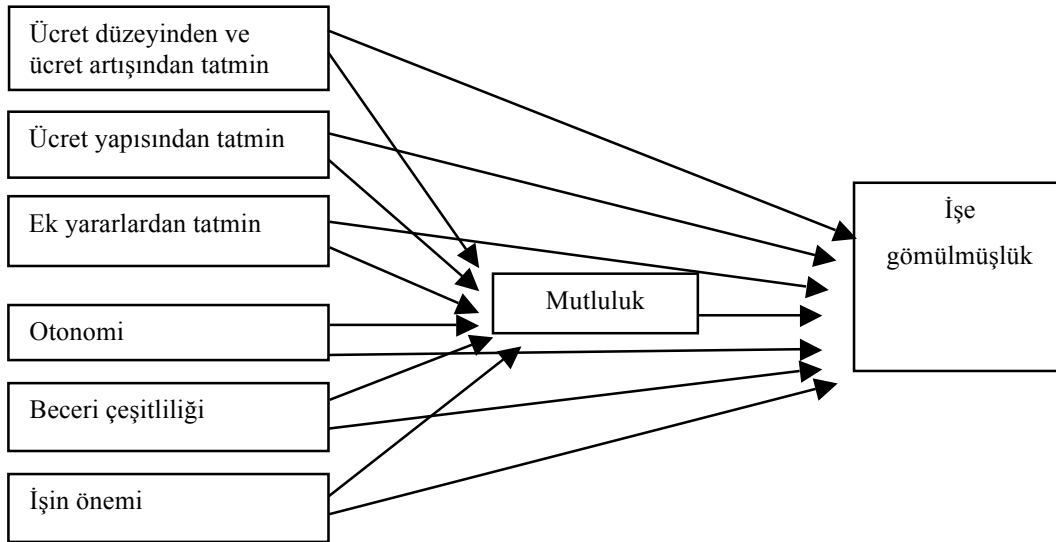 Ücret düzeyinden ve
ücret artışından tatmin
Ücret yapısından tatmin
Ek yararlardan tatmin
Otonomi
Beceri çeşitliliği
İşin önemi
Mutluluk
İşe
gömülmüşlük